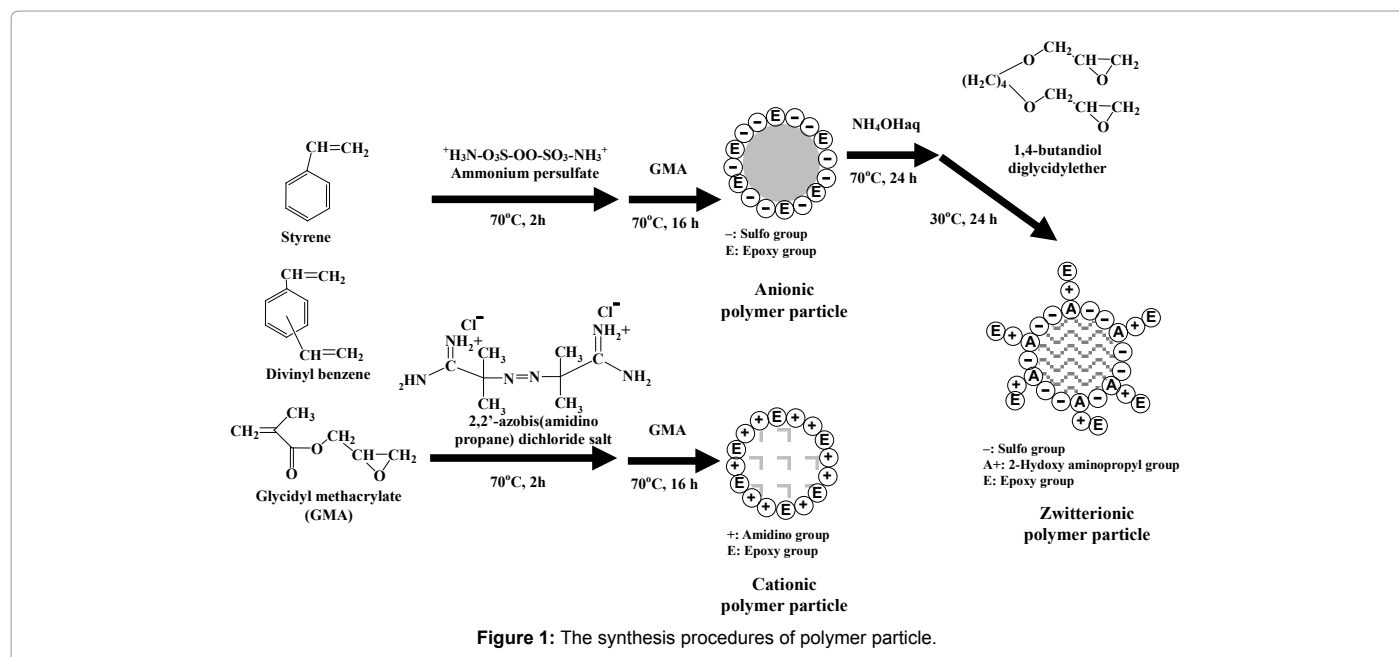 CH=CH2
Styrene
CH=CH2
CH=CH2
Divinyl benzene
CH3
CH2
O
O
CH2
O
Glycidyl methacrylate
(GMA)
+H3N-O3S-OO-SO3-NH3+
Ammonium persulfate
70°C, 2h
GMA
70°C, 16 h
Cl−
NH2+
C
2HN
CH3
CH3
N=N
CH3
CH3
Cl−
NH2+
C
NH2
2,2'-azobis(amidino
propane) dichloride salt
70°C, 2h
GMA
70°C, 16 h
–: Sulfo group
E: Epoxy group
Anionic
polymer particle
+: Amidino group
E: Epoxy group
Cationic
polymer particle
NH4OHaq
70°C, 24 h
30°C, 24 h
(H2C)4
O
CH2
CH
CH2
O
O
CH2
CH
CH2
O
1,4-butandiol
diglycidylether
–: Sulfo group
A+: 2-Hydoxy aminopropyl group
E: Epoxy group
Zwitterionic
polymer particle
Figure 1: The synthesis procedures of polymer particle.